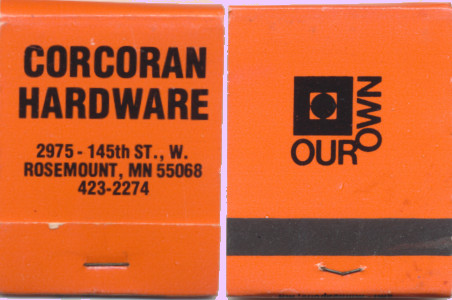 CORCORAN
HARDWARE
2975 - 145th ST., W.
ROSEMOUNT, MN 55068
423-2274
OUR OWN